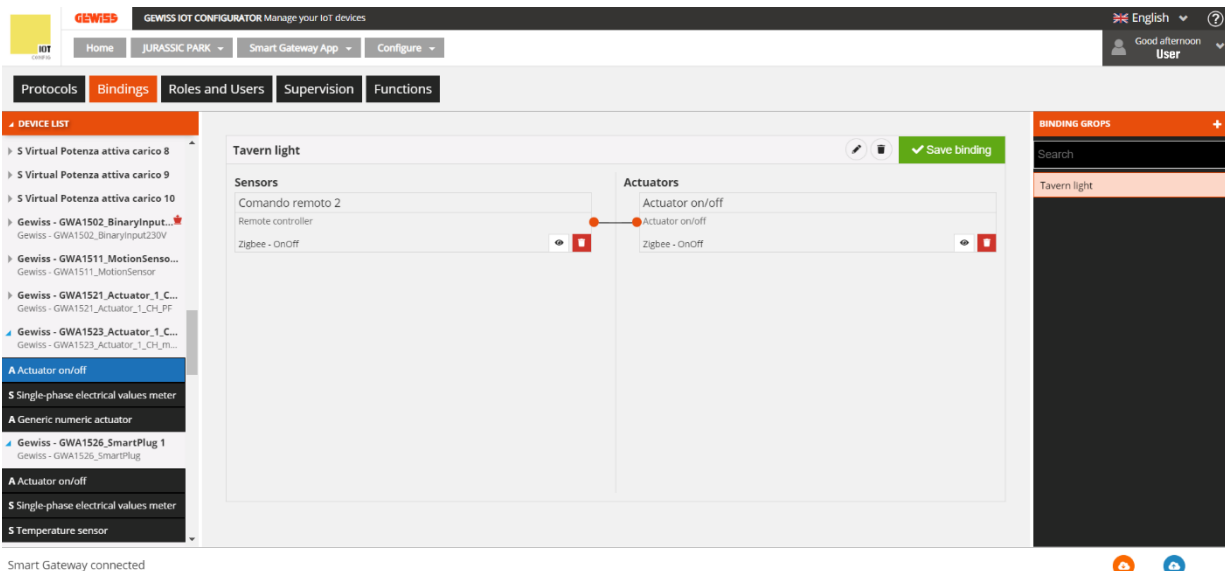 GEWISS GEWISS IOT CONFIGURATOR Manage your IoT devices English ?
IOT
CONFIG
Home JURASSIC PARK Smart Gateway App Configure
Good afternoon
User
Protocols Bindings Roles and Users Supervision Functions
DEVICE LIST
S Virtual Potenza attiva carico 8
S Virtual Potenza attiva carico 9
S Virtual Potenza attiva carico 10
Gewiss - GWA1502_BinaryInput...
Gewiss - GWA1502_BinaryInput230V
Gewiss - GWA1511_MotionSenso...
Gewiss - GWA1511_MotionSensor
Gewiss - GWA1521_Actuator_1_C...
Gewiss - GWA1521_Actuator_1_CH_PF
Gewiss - GWA1523_Actuator_1_C...
Gewiss - GWA1523_Actuator_1_CH_m...
A Actuator on/off
S Single-phase electrical values meter
A Generic numeric actuator
Gewiss - GWA1526_SmartPlug 1
Gewiss - GWA1526_SmartPlug
A Actuator on/off
S Single-phase electrical values meter
S Temperature sensor
Tavern light
Save binding
Sensors
Comando remoto 2
Remote controller
Zigbee - OnOff
Actuators
Actuator on/off
Actuator on/off
Zigbee - OnOff
BINDING GROPS +
Search
Tavern light
Smart Gateway connected